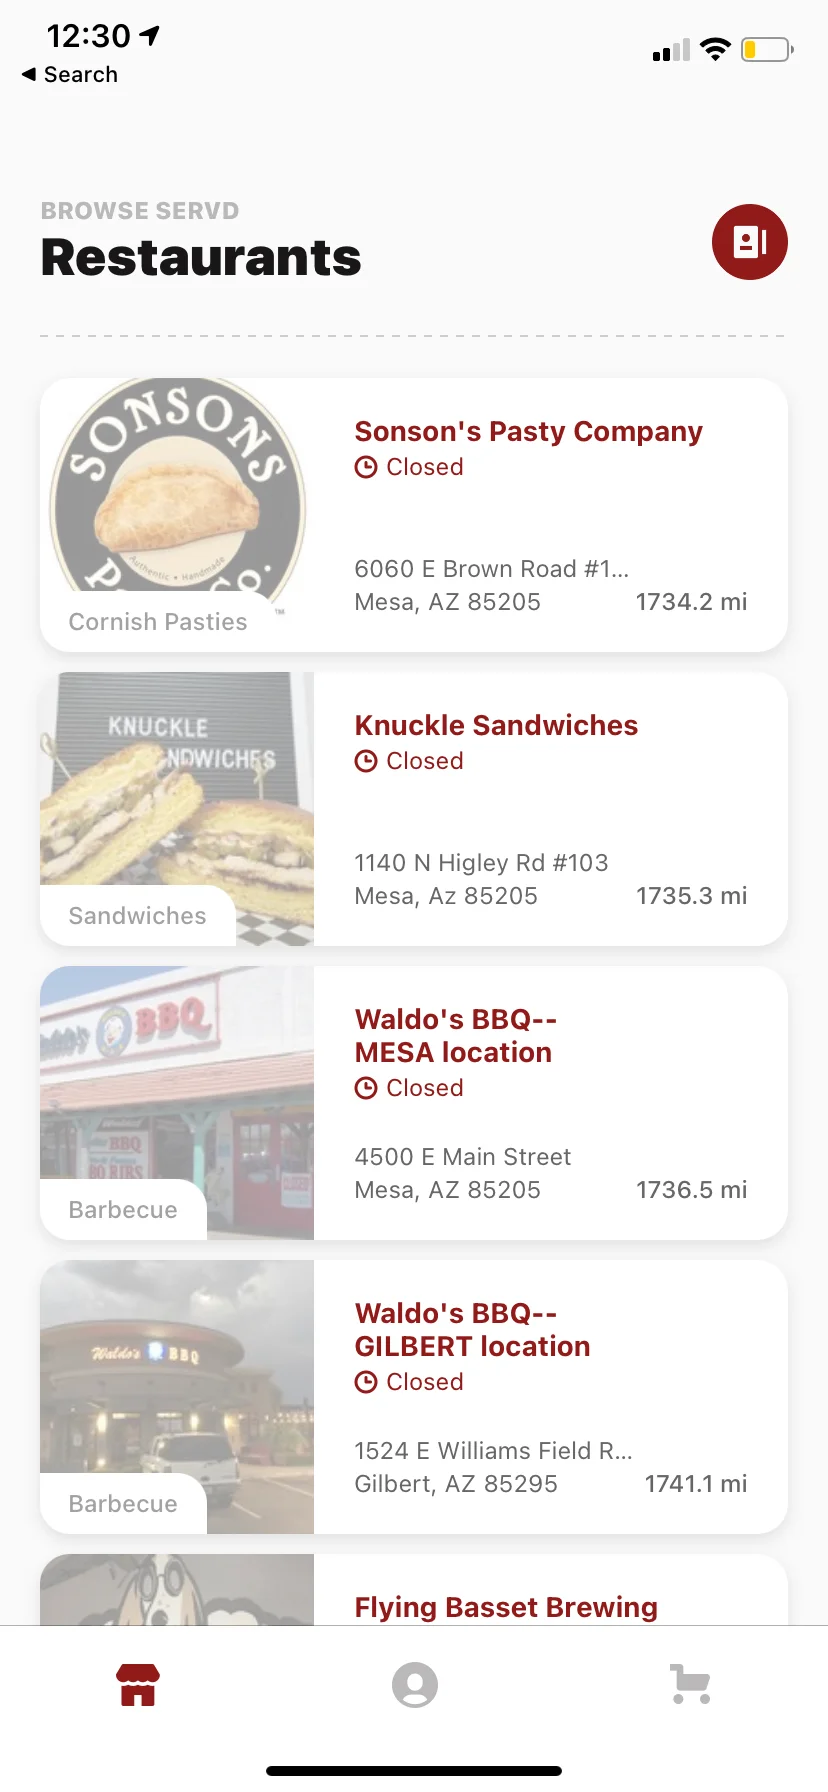 12:30
Search
BROWSE SERVD
Restaurants
SONSONS
Authentic • Handmade
Co.
™
Cornish Pasties
Sonson's Pasty Company
Closed
6060 E Brown Road #1...
Mesa, AZ 85205
1734.2 mi
KNUCKLE
NDWICHES
Sandwiches
Knuckle Sandwiches
Closed
1140 N Higley Rd #103
Mesa, Az 85205
1735.3 mi
BBQ
BBQ
80 RIBS
Barbecue
Waldo's BBQ--
MESA location
Closed
4500 E Main Street
Mesa, AZ 85205
1736.5 mi
Waldo's BBQ
Barbecue
Waldo's BBQ--
GILBERT location
Closed
1524 E Williams Field R...
Gilbert, AZ 85295
1741.1 mi
Flying Basset Brewing